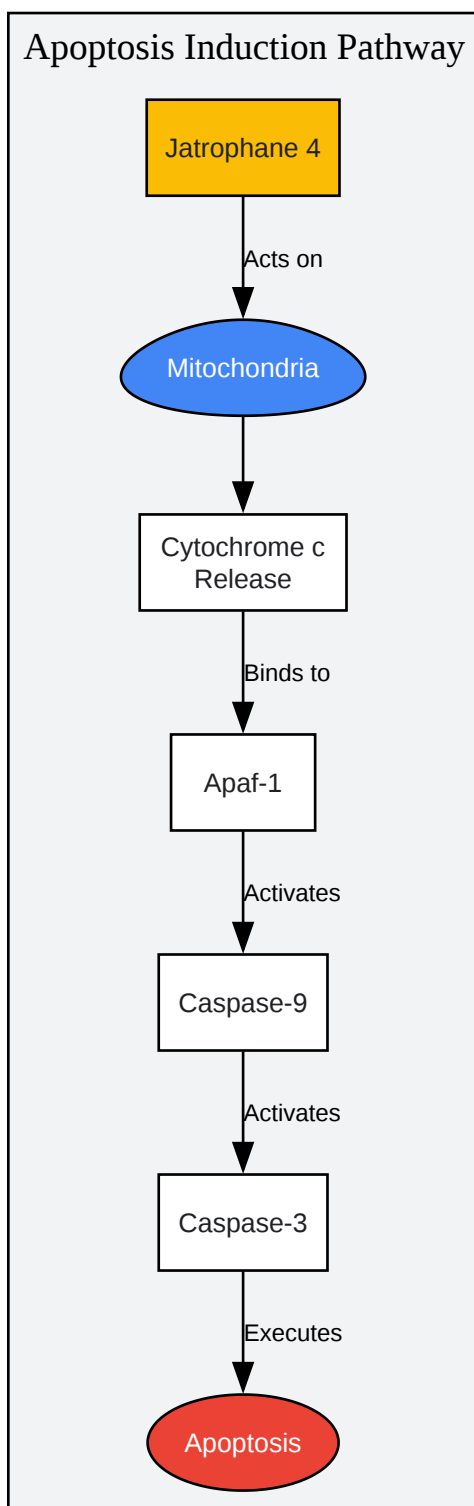 Apoptosis Induction Pathway
Jatrophane 4
Acts on
Mitochondria
Cytochrome c
Release
Binds to
Apaf-1
Activates
Caspase-9
Activates
Caspase-3
Executes
Apoptosis